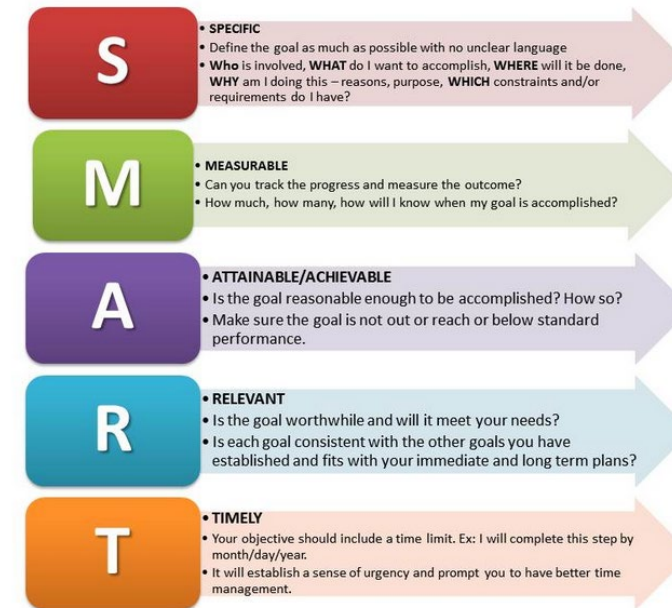 S
• SPECIFIC
• Define the goal as much as possible with no unclear language
• Who is involved, WHAT do I want to accomplish, WHERE will it be done,
WHY am I doing this – reasons, purpose, WHICH constraints and/or
requirements do I have?
M
• MEASURABLE
• Can you track the progress and measure the outcome?
• How much, how many, how will I know when my goal is accomplished?
A
• ATTAINABLE/ACHIEVABLE
• Is the goal reasonable enough to be accomplished? How so?
• Make sure the goal is not out or reach or below standard
performance.
R
• RELEVANT
• Is the goal worthwhile and will it meet your needs?
• Is each goal consistent with the other goals you have
established and fits with your immediate and long term plans?
T
• TIMELY
• Your objective should include a time limit. Ex: I will complete this step by
month/day/year.
• It will establish a sense of urgency and prompt you to have better time
management.